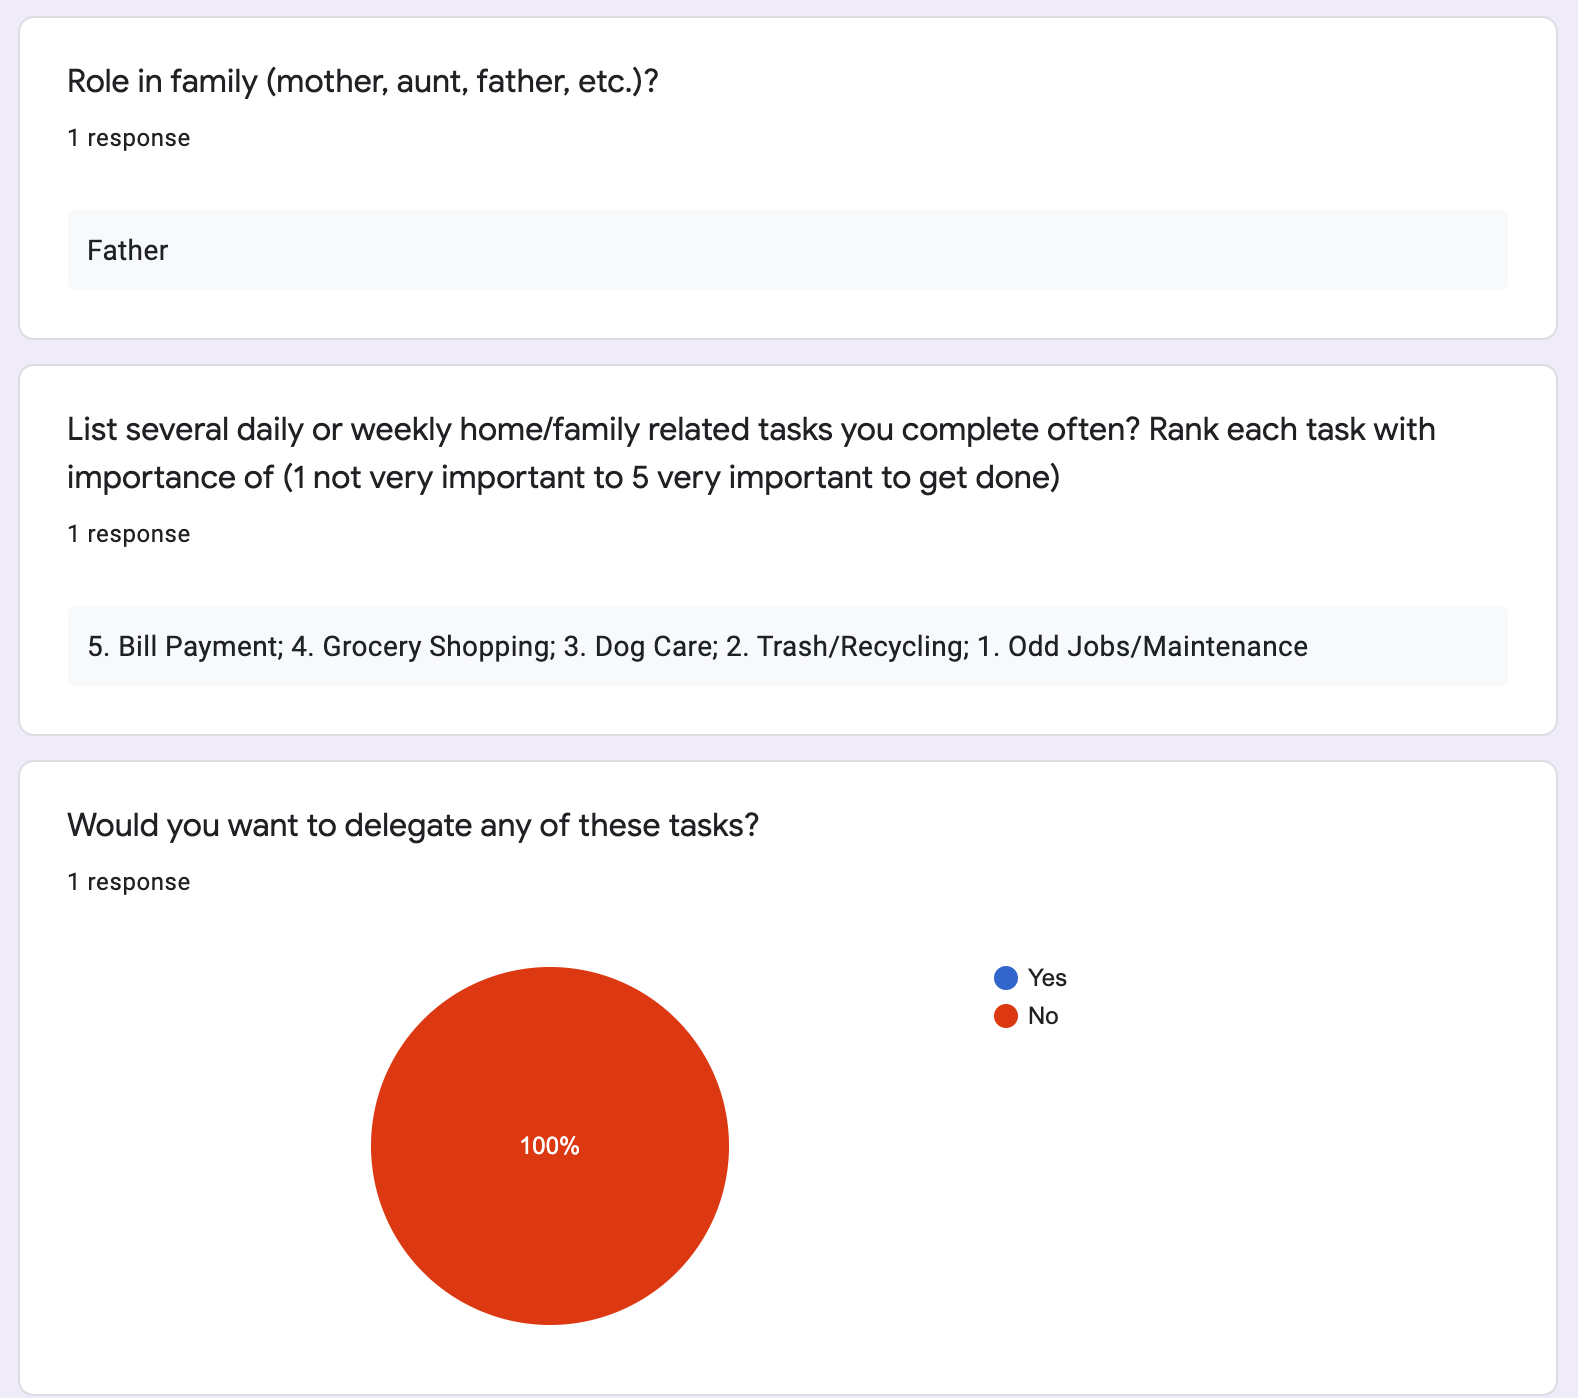 Role in family (mother, aunt, father, etc.)?
1 response
Father
List several daily or weekly home/family related tasks you complete often? Rank each task with
importance of (1 not very important to 5 very important to get done)
1 response
5. Bill Payment; 4. Grocery Shopping; 3. Dog Care; 2. Trash/Recycling; 1. Odd Jobs/Maintenance
Would you want to delegate any of these tasks?
1 response
Yes
No
100%